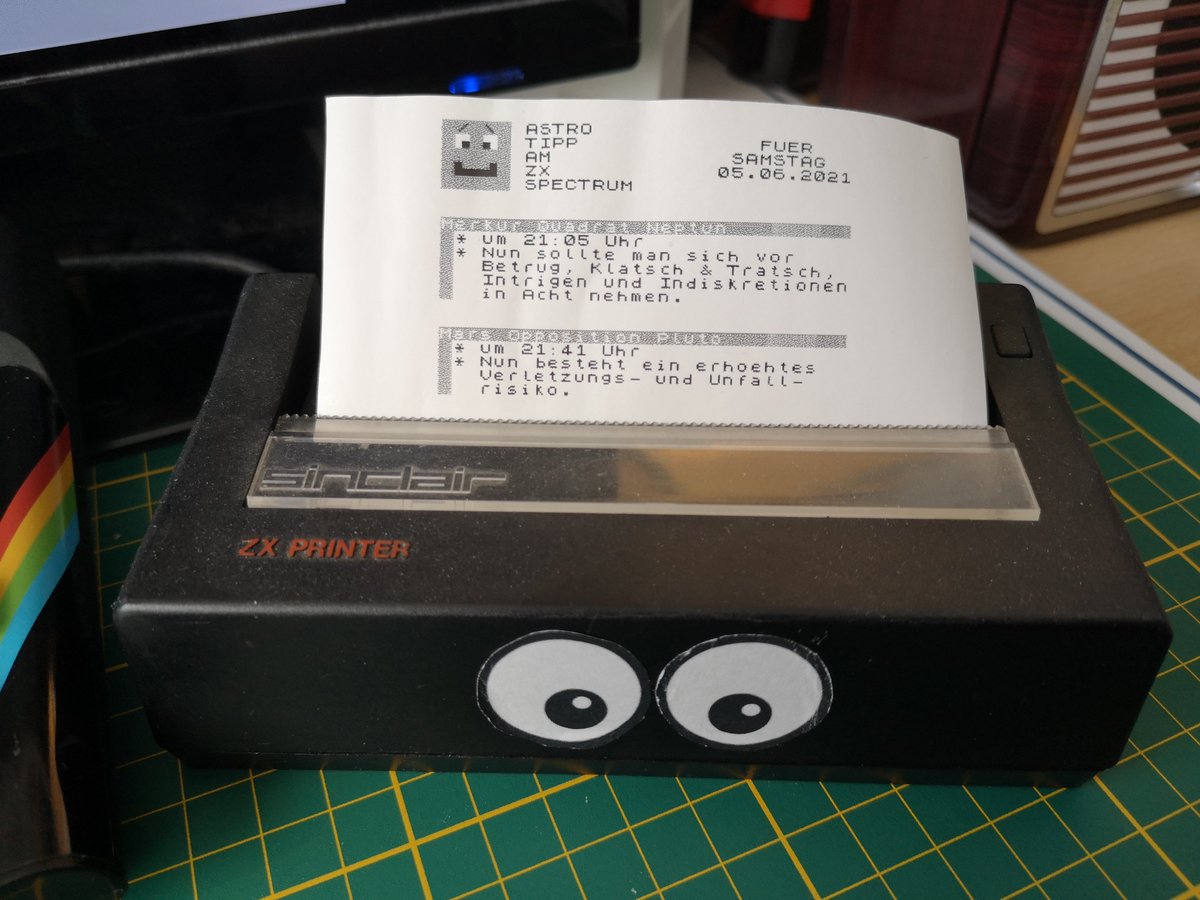 ASTRO
TIPP
AM
ZX
SPECTRUM
FUER
SAMSTAG
05.06.2021
Merkur Quadrat Neptun
* um 21:05 Uhr
* Nun sollte man sich vor
Betrug, Klatsch & Tratsch,
Intrigen und Indiskretionen
in Acht nehmen.
Mars Opposition Pluto
* um 21:41 Uhr
* Nun besteht ein erhoehtes
Verletzungs- und Unfall-
risiko.
sinclair
ZX PRINTER